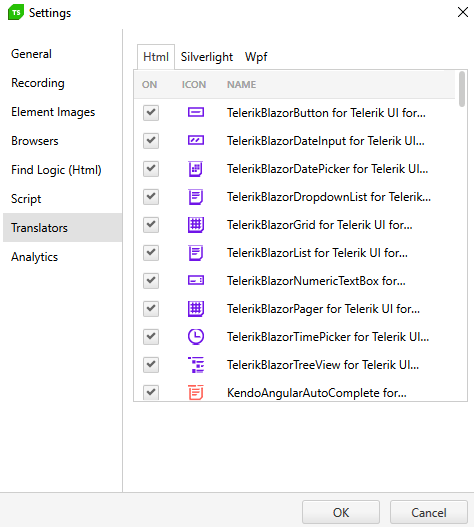 TS Settings
General
Recording
Element Images
Browsers
Find Logic (Html)
Script
Translators
Analytics
Html Silverlight Wpf
ON ICON NAME
TelerikBlazorButton for Telerik UI for...
TelerikBlazorDateInput for Telerik UI...
TelerikBlazorDatePicker for Telerik UI...
TelerikBlazorDropdownList for Telerik...
TelerikBlazorGrid for Telerik UI for...
TelerikBlazorList for Telerik UI for...
TelerikBlazorNumericTextBox for...
TelerikBlazorPager for Telerik UI for...
TelerikBlazorTimePicker for Telerik UI...
TelerikBlazorTreeView for Telerik UI...
KendoAngularAutoComplete for...
OK Cancel